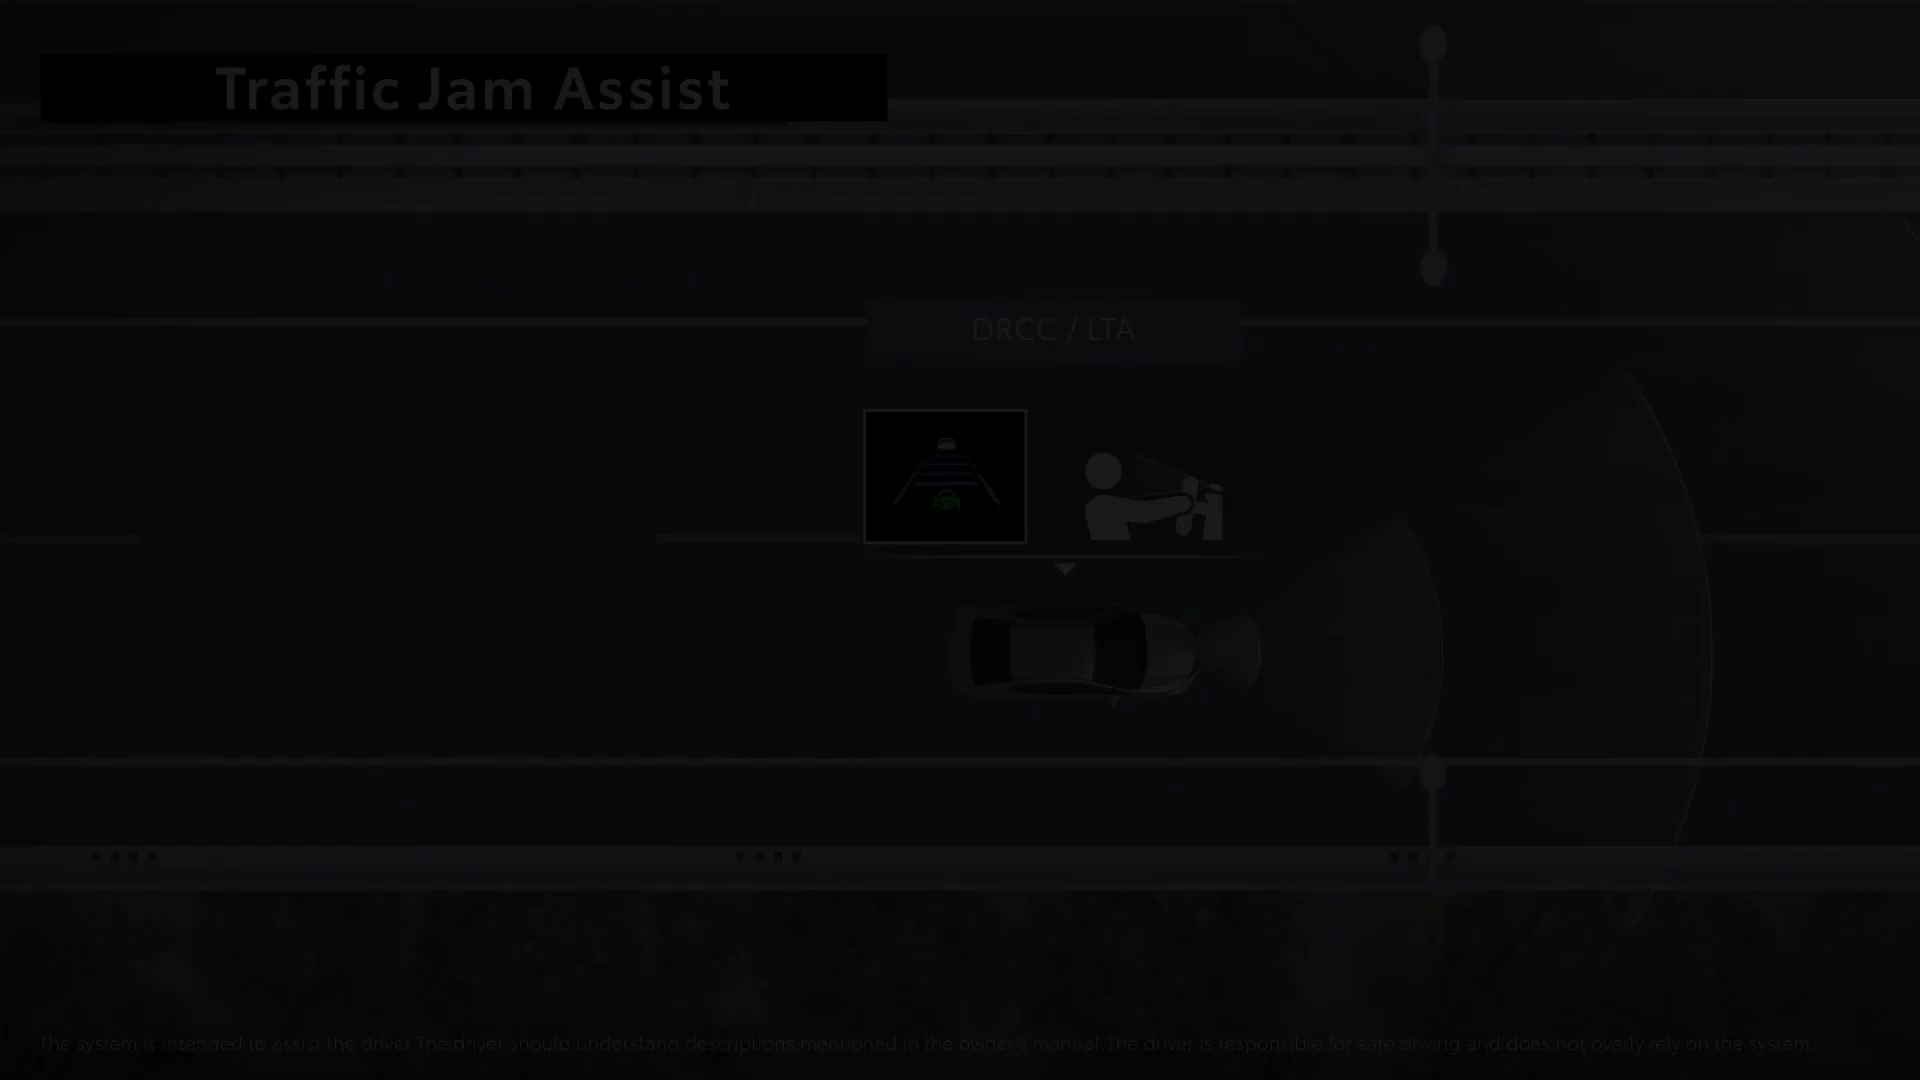 Traffic Jam Assist
DRCC / LTA
The system is intended to assist the driver. The driver should understand descriptions mentioned in the owner's manual. The driver is responsible for safe driving and does not overly rely on the system.